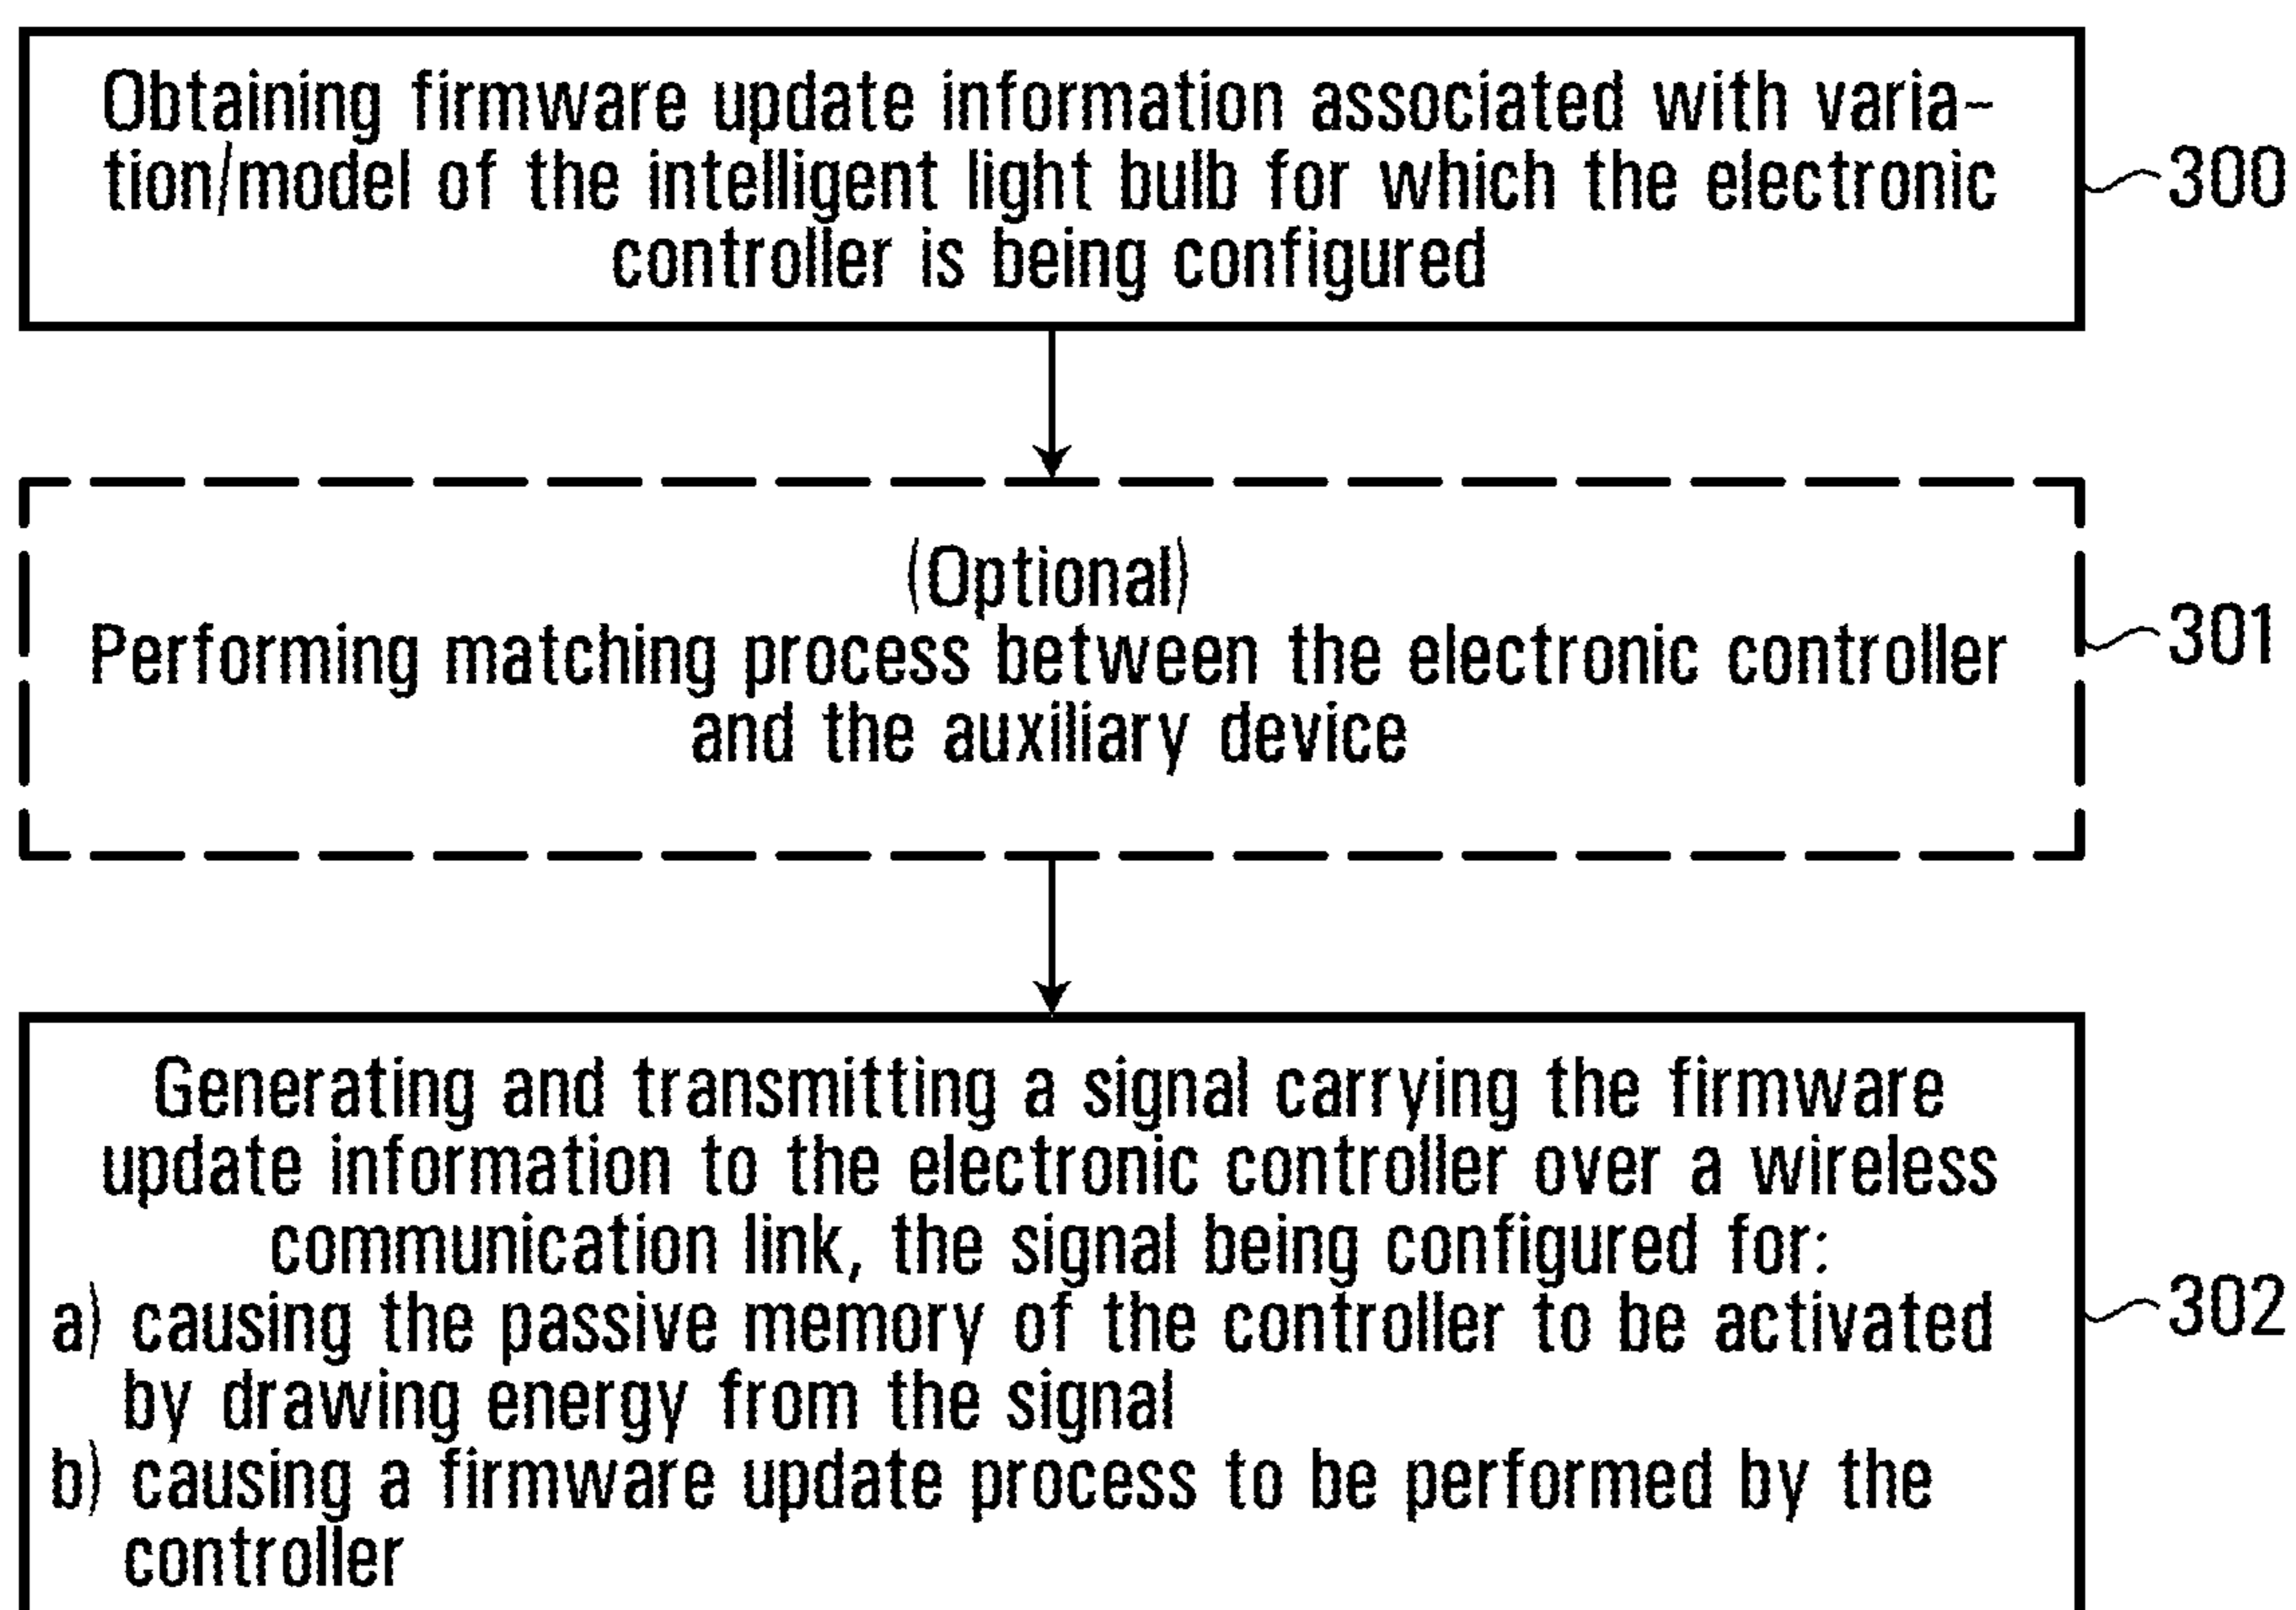 Obtaining firmware update information associated with varia-
tion/model of the intelligent light bulb for which the electronic
controller is being configured
300
(Optional)
Performing matching process between the electronic controller
and the auxiliary device
301
Generating and transmitting a signal carrying the firmware
update information to the electronic controller over a wireless
communication link, the signal being configured for:
a) causing the passive memory of the controller to be activated
by drawing energy from the signal
b) causing a firmware update process to be performed by the
controller
302